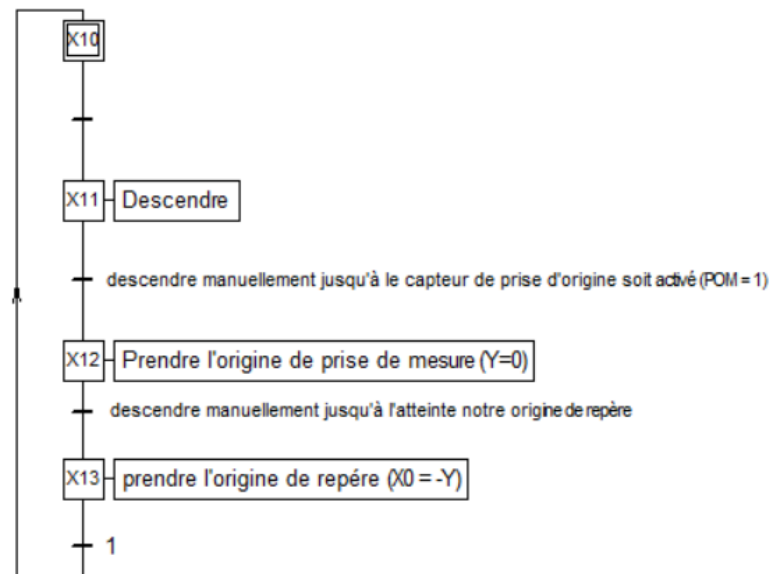 X10
X11 Descendre
descendre manuellement jusqu'à le capteur de prise d'origine soit activé (POM = 1)
X12 Prendre l'origine de prise de mesure (Y=0)
descendre manuellement jusqu'à l'atteinte notre origine de repère
X13 prendre l'origine de repére (X0 = -Y)
1